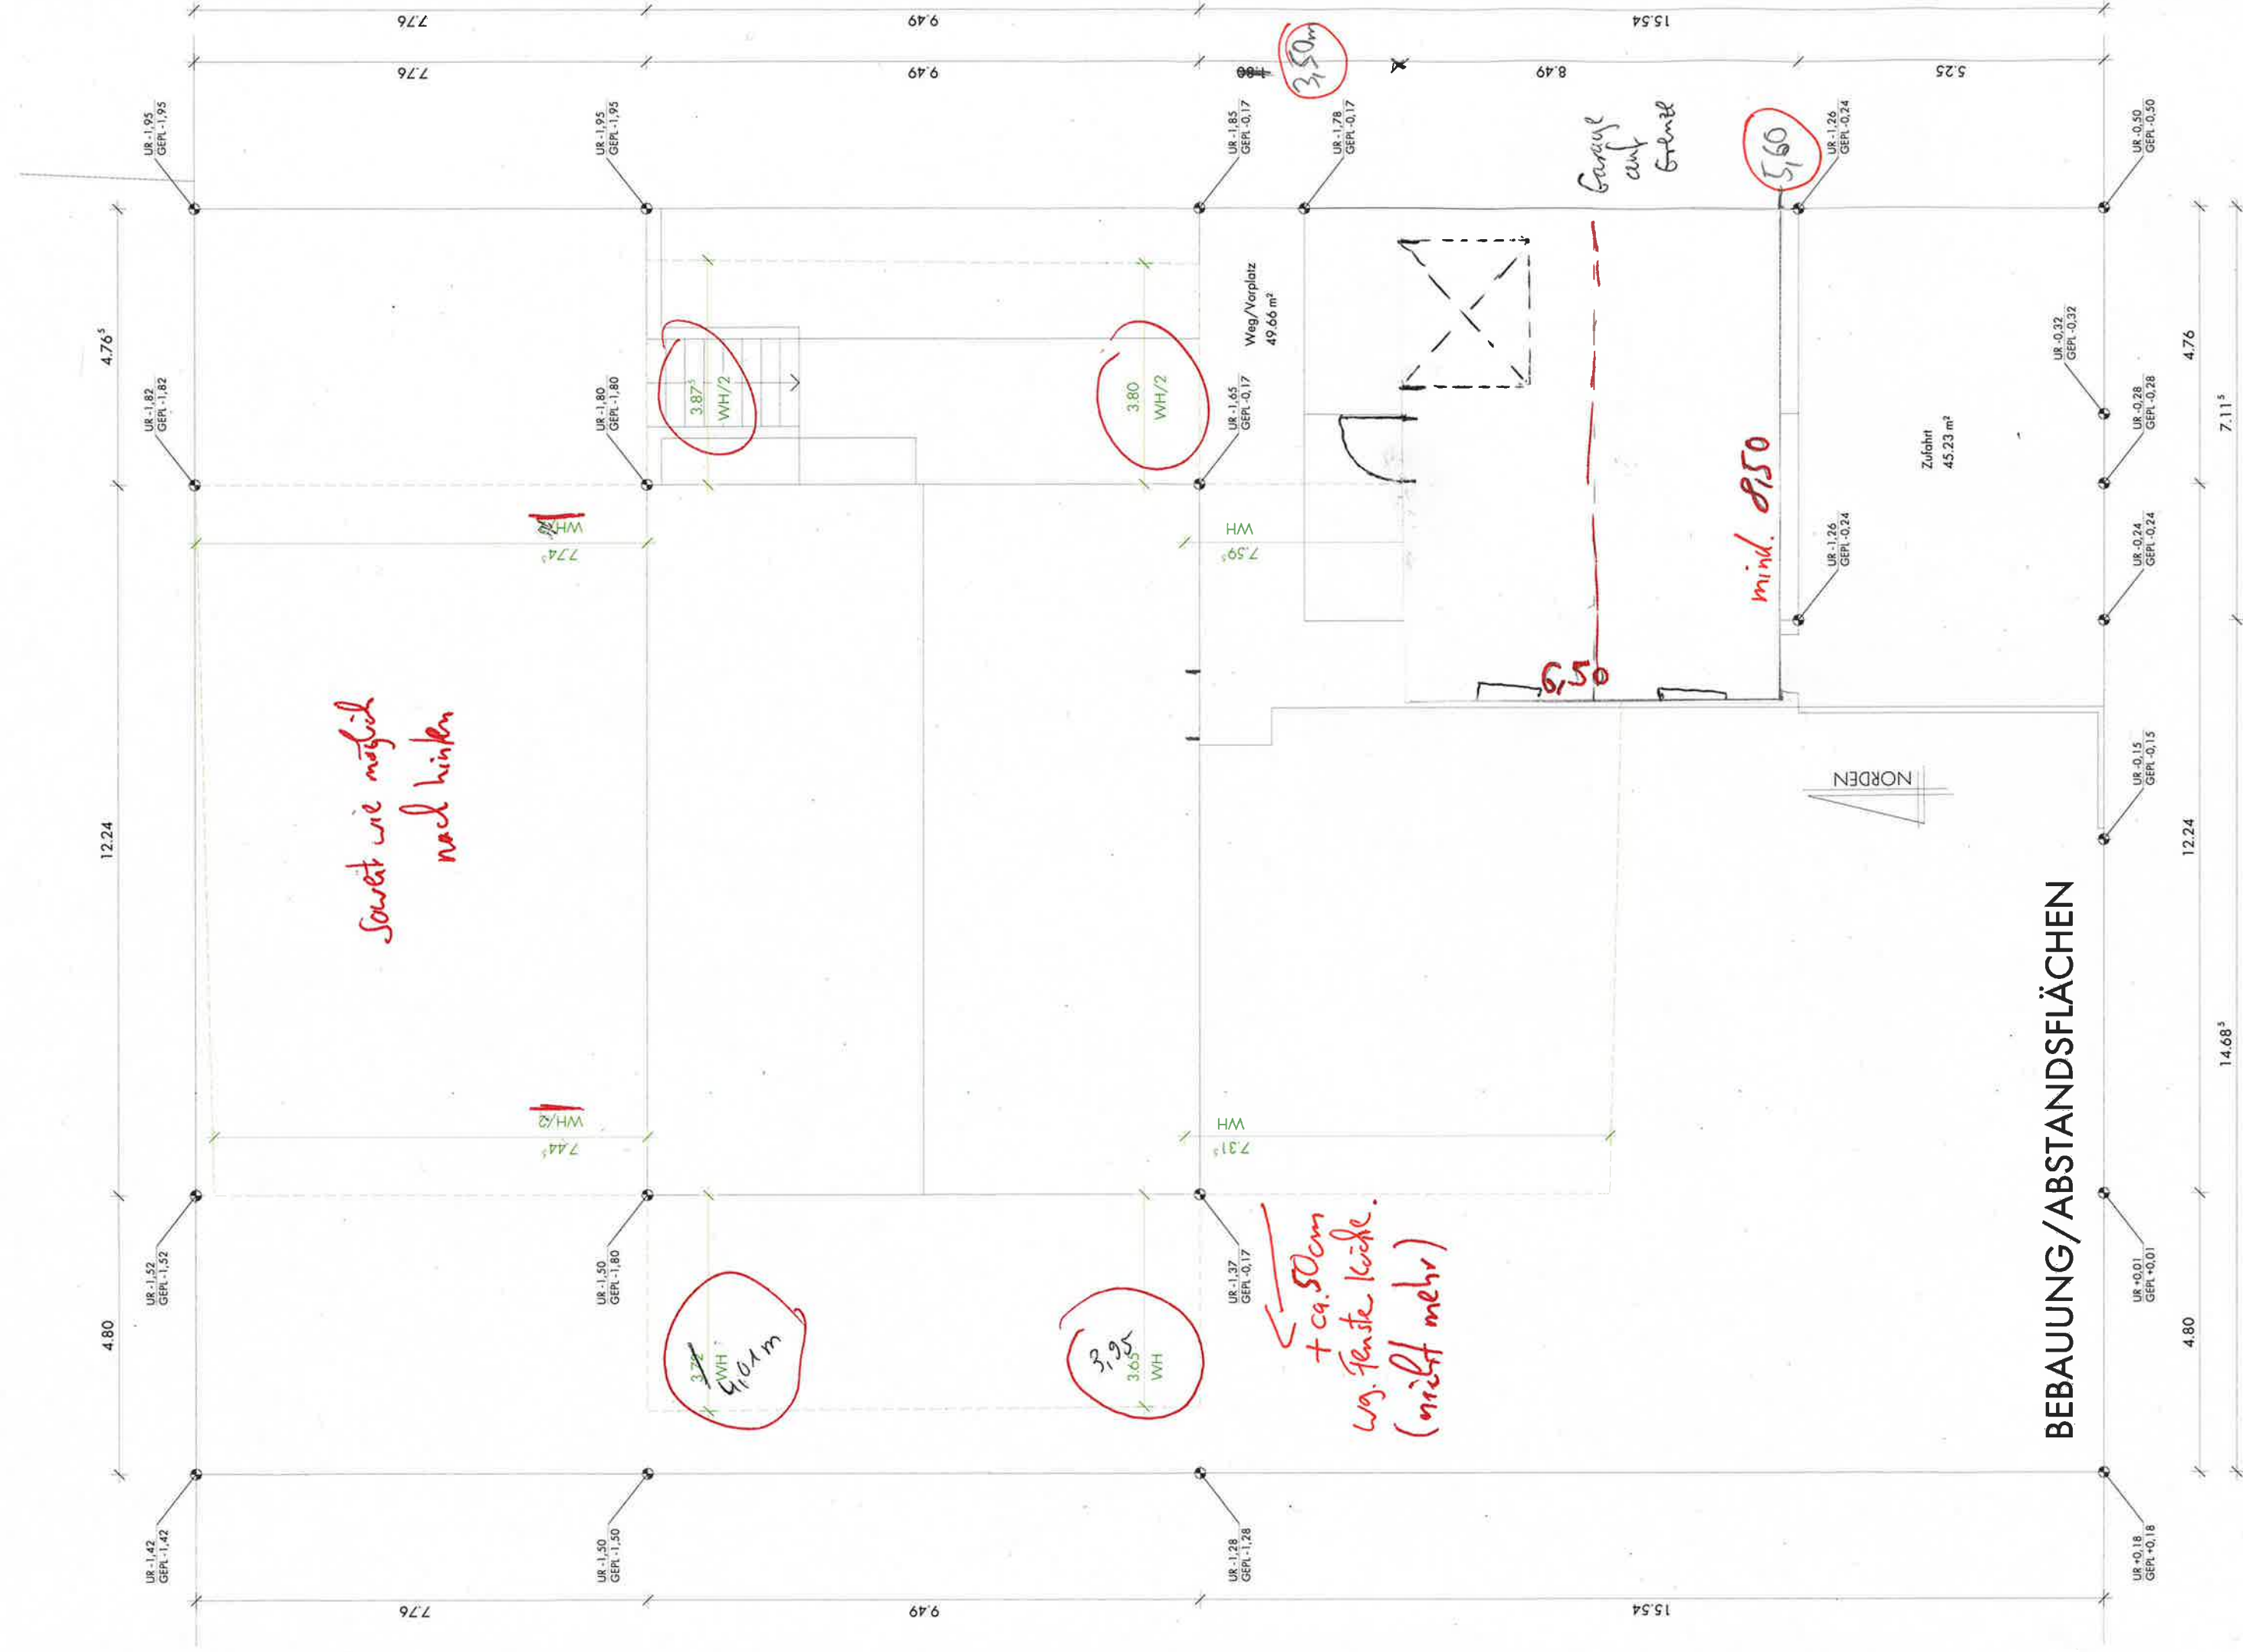 7.76
9.49
15.54
7.76
9.49
1.80
3,50m
8.49
5.25
UR -1,95
GEPL -1,95
UR -1,95
GEPL -1,95
UR -1,85
GEPL -0,17
UR -1,78
GEPL -0,17
Garage
auf
Grenze
5,60
UR -1,26
GEPL -0,24
UR -0,50
GEPL -0,50
4.76⁵
UR -1,82
GEPL -1,82
UR -1,80
GEPL -1,80
3.87⁵
WH/2
3.80
WH/2
Weg/Vorplatz
49.66 m²
UR -1,65
GEPL -0,17
UR -0,32
GEPL -0,32
UR -0,28
GEPL -0,28
4.76
7.11⁵
Zufahrt
45.23 m²
mind. 8,50
WH
7.74⁵
WH
7.59⁵
UR -1,26
GEPL -0,24
UR -0,24
GEPL -0,24
6,50
soweit wie möglich
nach hinten
12.24
NORDEN
UR -0,15
GEPL -0,15
12.24
WH/2
7.44⁵
WH
7.31⁵
BEBAUUNG/ABSTANDSFLÄCHEN
14.68⁵
UR -1,52
GEPL -1,52
UR -1,50
GEPL -1,80
UR -1,37
GEPL -0,17
UR +0,01
GEPL +0,01
4.80
3.72
WH
4,01 m
3,95
3.65
WH
+ ca. 50cm
wg. Fenster Küche.
(nicht mehr)
4.80
UR -1,42
GEPL -1,42
UR -1,50
GEPL -1,50
UR -1,28
GEPL -1,28
UR +0,18
GEPL +0,18
7.76
9.49
15.54